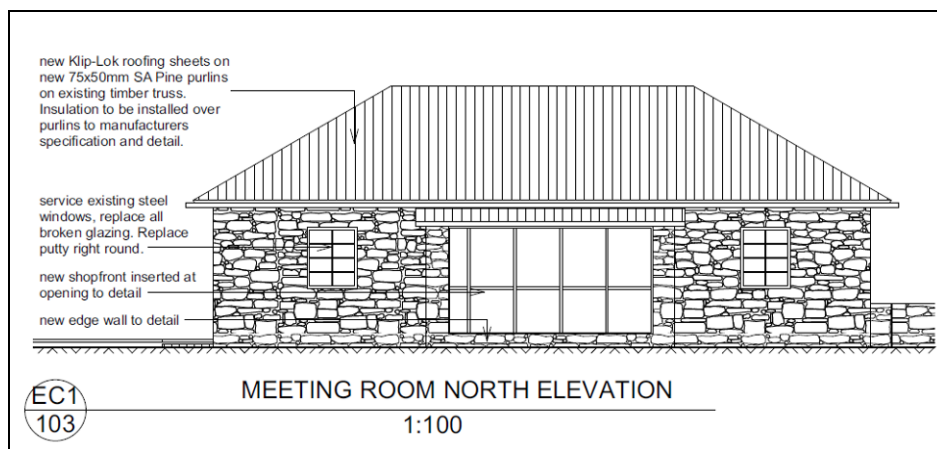 new Klip-Lok roofing sheets on
new 75x50mm SA Pine purlins
on existing timber truss.
Insulation to be installed over
purlins to manufacturers
specification and detail.
service existing steel
windows, replace all
broken glazing. Replace
putty right round.
new shopfront inserted at
opening to detail
new edge wall to detail
EC1
103
MEETING ROOM NORTH ELEVATION
1:100